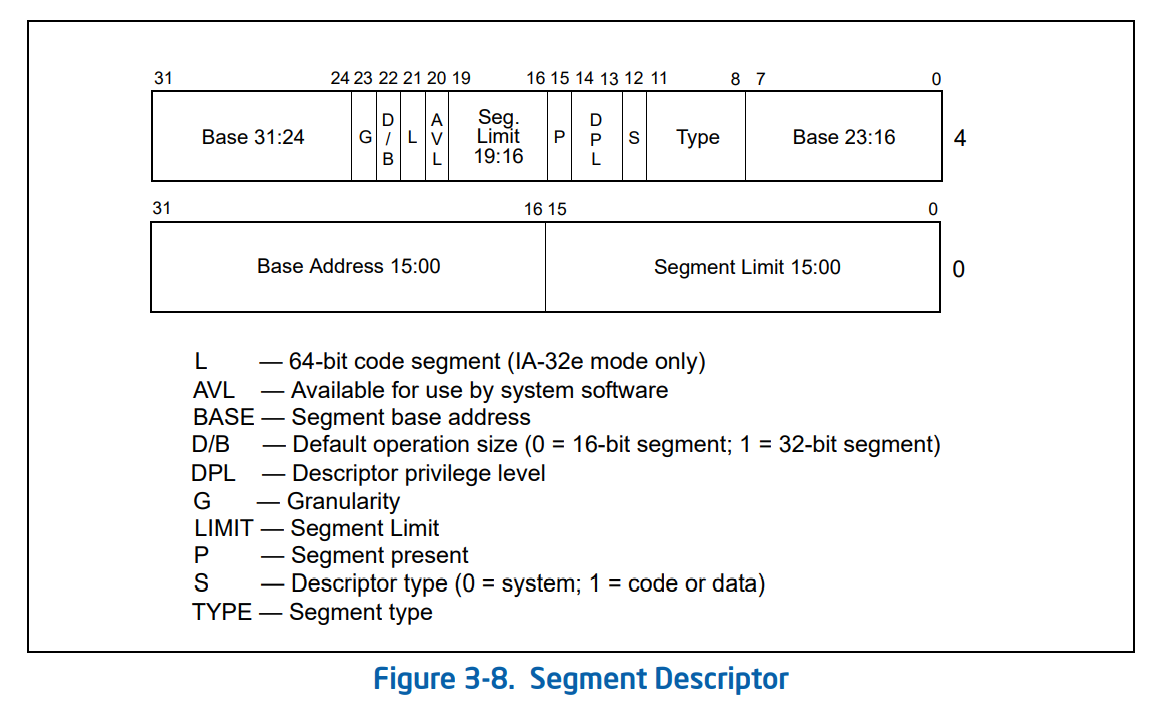 31 24 23 22 21 20 19 16 15 14 13 12 11 8 7 0
Base 31:24 G D/B L AVL Seg. Limit 19:16 P DPL S Type Base 23:16 4
31 16 15 0
Base Address 15:00 Segment Limit 15:00 0
L — 64-bit code segment (IA-32e mode only)
AVL — Available for use by system software
BASE — Segment base address
D/B — Default operation size (0 = 16-bit segment; 1 = 32-bit segment)
DPL — Descriptor privilege level
G — Granularity
LIMIT — Segment Limit
P — Segment present
S — Descriptor type (0 = system; 1 = code or data)
TYPE — Segment type
Figure 3-8. Segment Descriptor